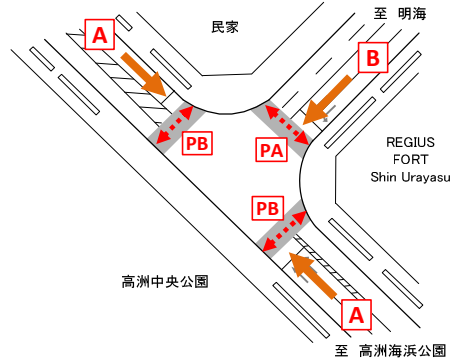 民家
至 明海
A
B
PB
PA
REGIUS
FORT
Shin Urayasu
PB
高洲中央公園
A
至 高洲海浜公園